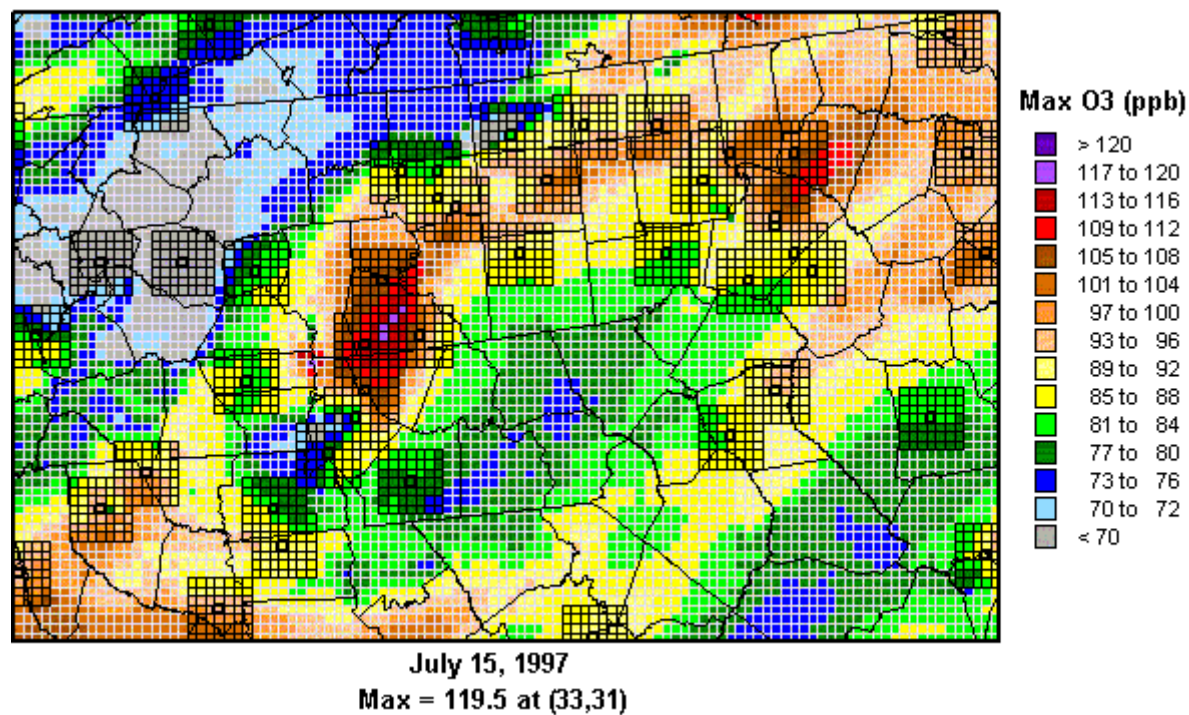 Max O3 (ppb)
> 120
117 to 120
113 to 116
109 to 112
105 to 108
101 to 104
97 to 100
93 to 96
89 to 92
85 to 88
81 to 84
77 to 80
73 to 76
70 to 72
< 70
July 15, 1997
Max = 119.5 at (33,31)